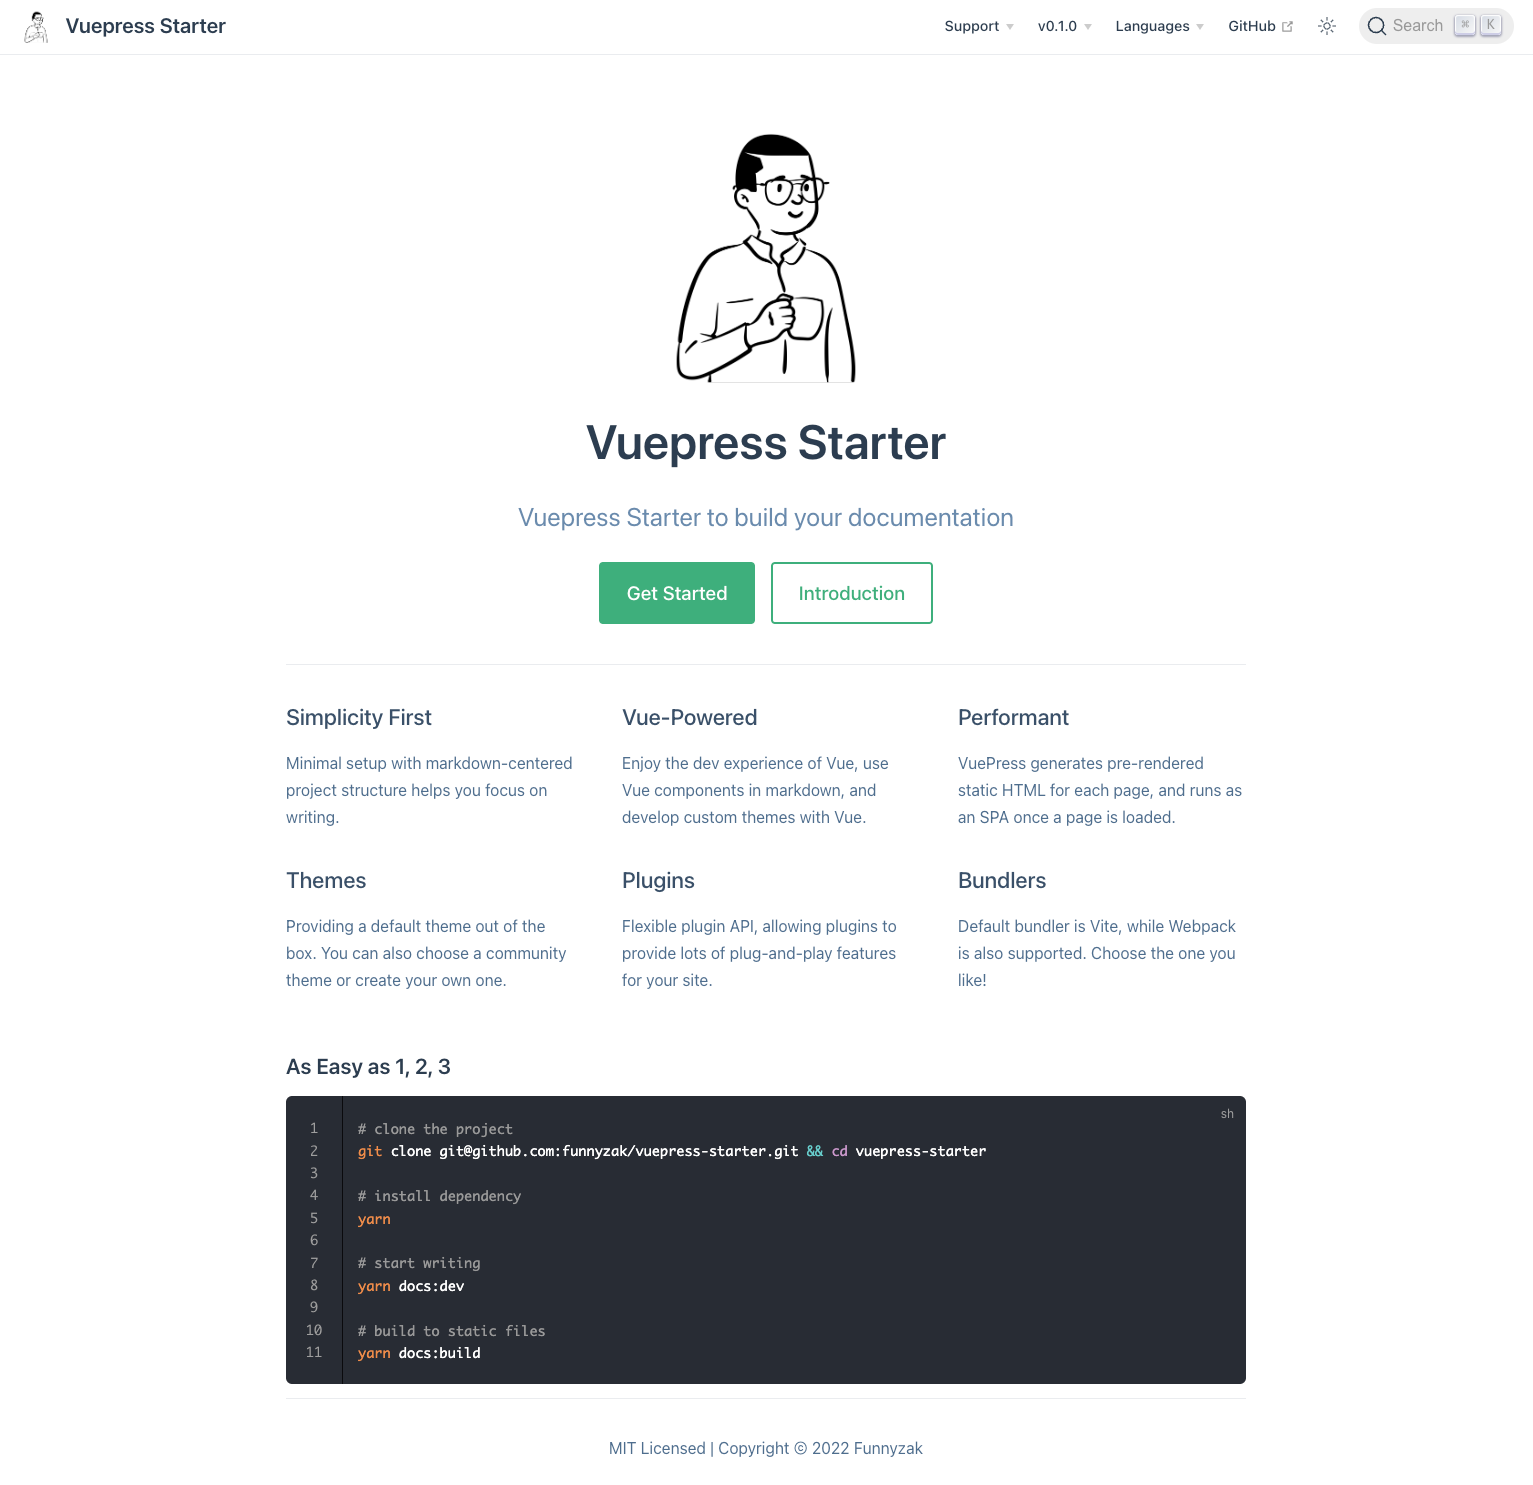 Vuepress Starter
Support v0.1.0 Languages GitHub Search ⌘ K
Vuepress Starter
Vuepress Starter to build your documentation
Get Started Introduction
Simplicity First
Minimal setup with markdown-centered
project structure helps you focus on
writing.
Vue-Powered
Enjoy the dev experience of Vue, use
Vue components in markdown, and
develop custom themes with Vue.
Performant
VuePress generates pre-rendered
static HTML for each page, and runs as
an SPA once a page is loaded.
Themes
Providing a default theme out of the
box. You can also choose a community
theme or create your own one.
Plugins
Flexible plugin API, allowing plugins to
provide lots of plug-and-play features
for your site.
Bundlers
Default bundler is Vite, while Webpack
is also supported. Choose the one you
like!
As Easy as 1, 2, 3
sh
1 # clone the project
2 git clone git@github.com:funnyzak/vuepress-starter.git && cd vuepress-starter
3
4 # install dependency
5 yarn
6
7 # start writing
8 yarn docs:dev
9
10 # build to static files
11 yarn docs:build
MIT Licensed | Copyright © 2022 Funnyzak